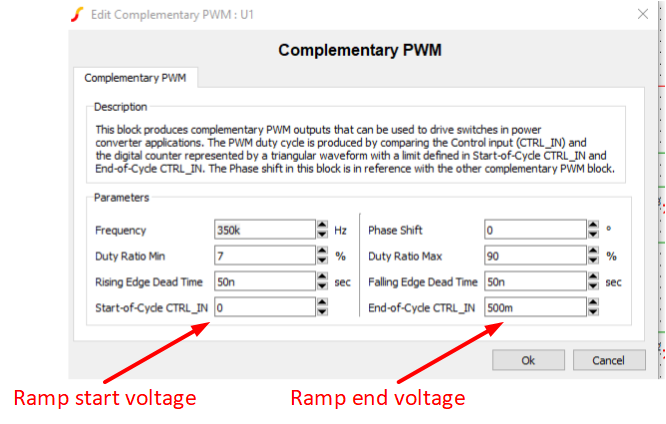 Edit Complementary PWM : U1
Complementary PWM
Complementary PWM
Description
This block produces complementary PWM outputs that can be used to drive switches in power
converter applications. The PWM duty cycle is produced by comparing the Control input (CTRL_IN) and
the digital counter represented by a triangular waveform with a limit defined in Start-of-Cycle CTRL_IN and
End-of-Cycle CTRL_IN. The Phase shift in this block is in reference with the other complementary PWM block.
Parameters
Frequency 350k Hz Phase Shift 0 °
Duty Ratio Min 7 % Duty Ratio Max 90 %
Rising Edge Dead Time 50n sec Falling Edge Dead Time 50n sec
Start-of-Cycle CTRL_IN 0 End-of-Cycle CTRL_IN 500m
Ok Cancel
Ramp start voltage Ramp end voltage